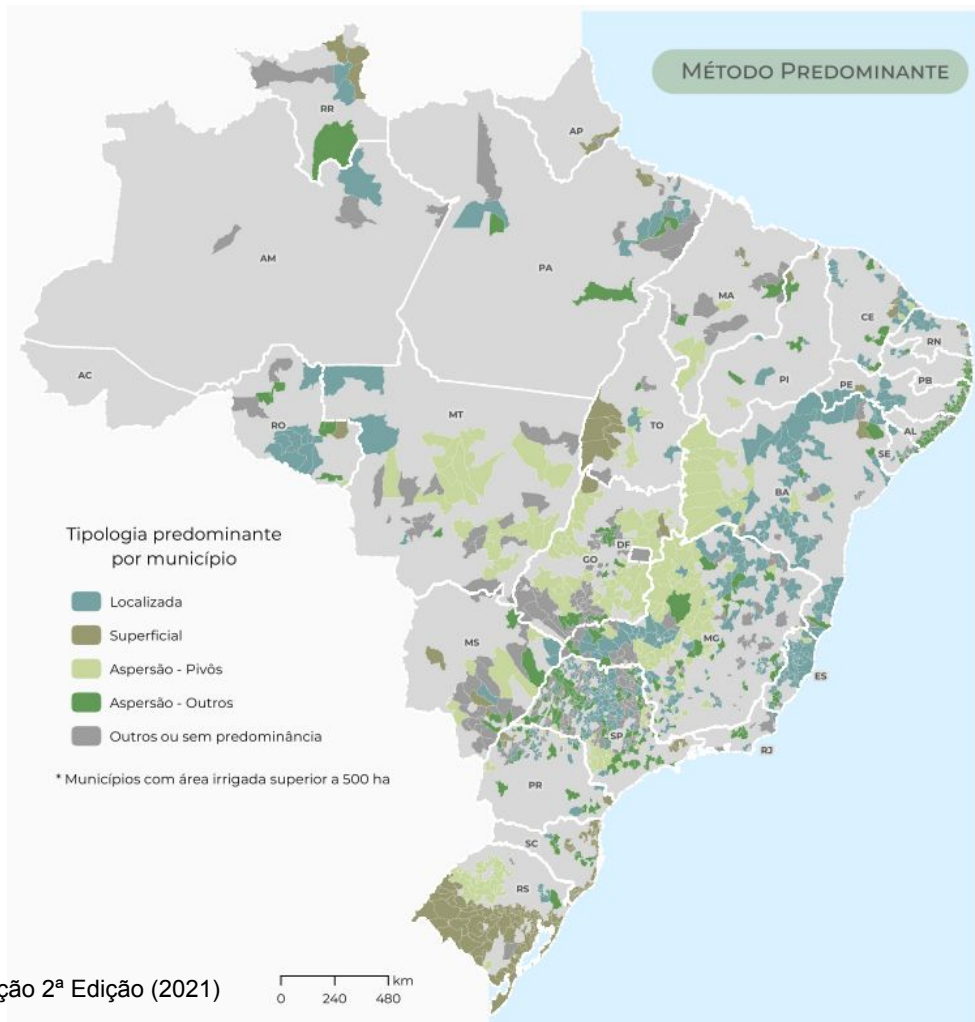 MÉTODO PREDOMINANTE
RR
AP
AM
PA
MA
CE
RN
PB
PE
PI
AL
SE
AC
RO
MT
TO
BA
DF
GO
MG
MS
ES
SP
RJ
PR
SC
RS
Tipologia predominante
por município
Localizada
Superficial
Aspersão - Pivôs
Aspersão - Outros
Outros ou sem predominância
* Municípios com área irrigada superior a 500 ha
ção 2ª Edição (2021)
km
0 240 480